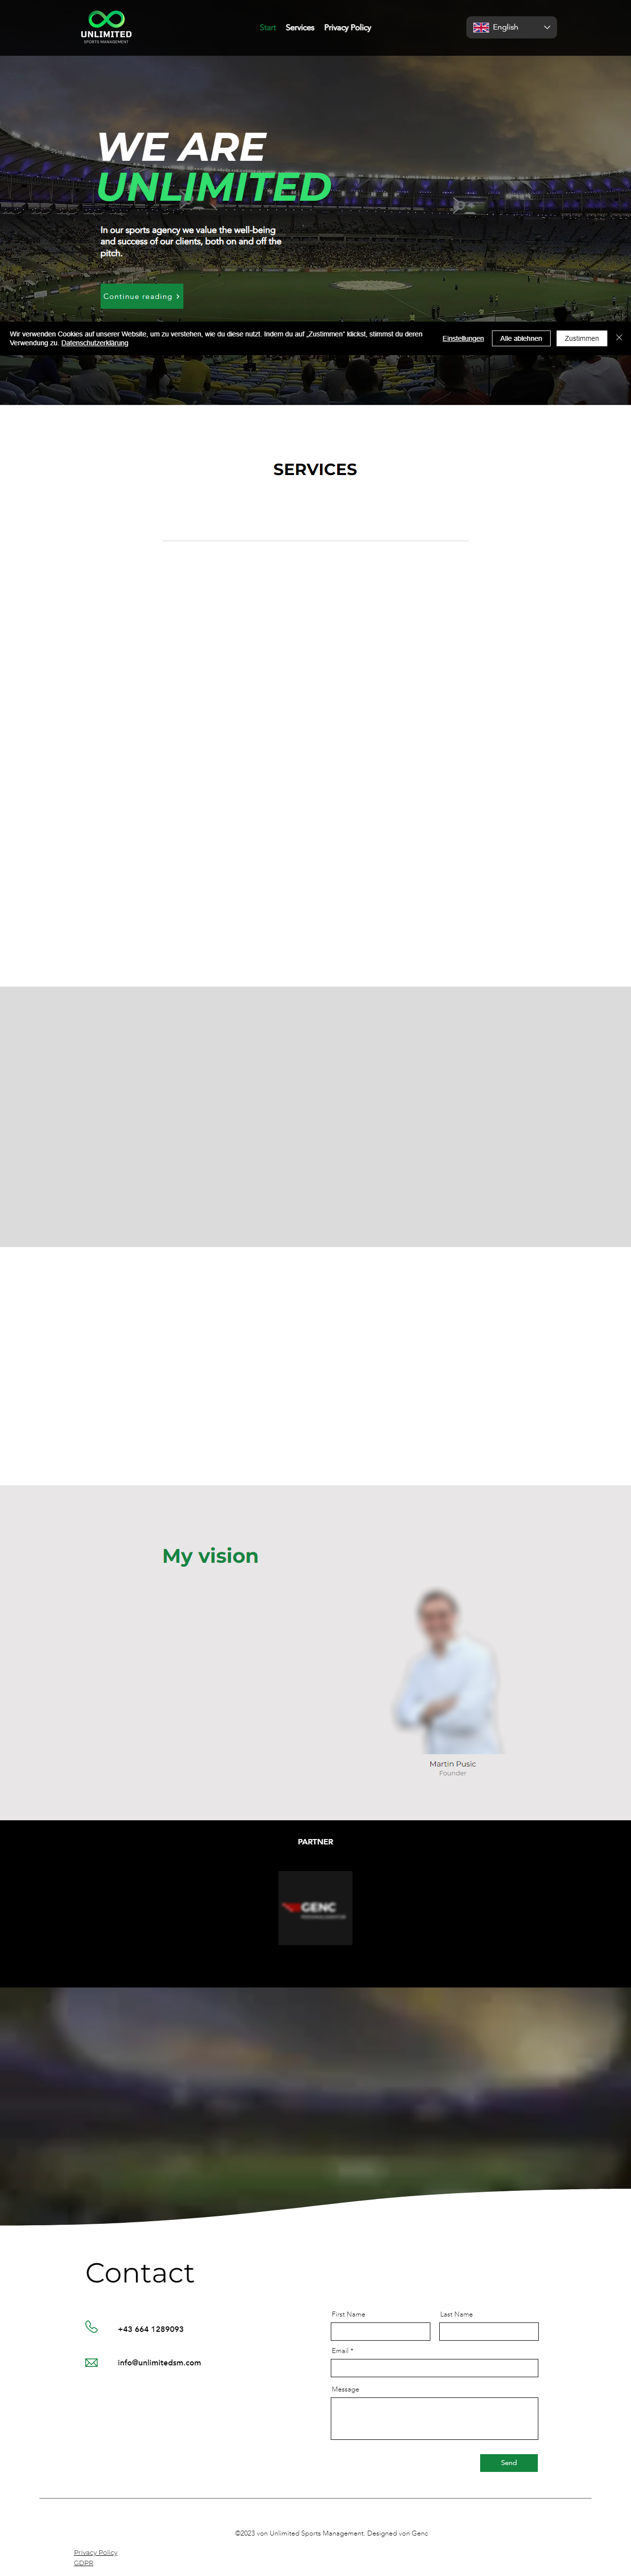 UNLIMITED
SPORTS MANAGEMENT
Start
Services
Privacy Policy
English
WE ARE
UNLIMITED
In our sports agency we value the well-being
and success of our clients, both on and off the
pitch.
Continue reading
Wir verwenden Cookies auf unserer Website, um zu verstehen, wie du diese nutzt. Indem du auf „Zustimmen" klickst, stimmst du deren
Verwendung zu. Datenschutzerklärung
Einstellungen
Alle ablehnen
Zustimmen
SERVICES
My vision
Martin Pusic
Founder
PARTNER
GENC
Contact
+43 664 1289093
info@unlimitedsm.com
First Name
Last Name
Email *
Message
Send
©2023 von Unlimited Sports Management. Designed von Genc
Privacy Policy
GDPR